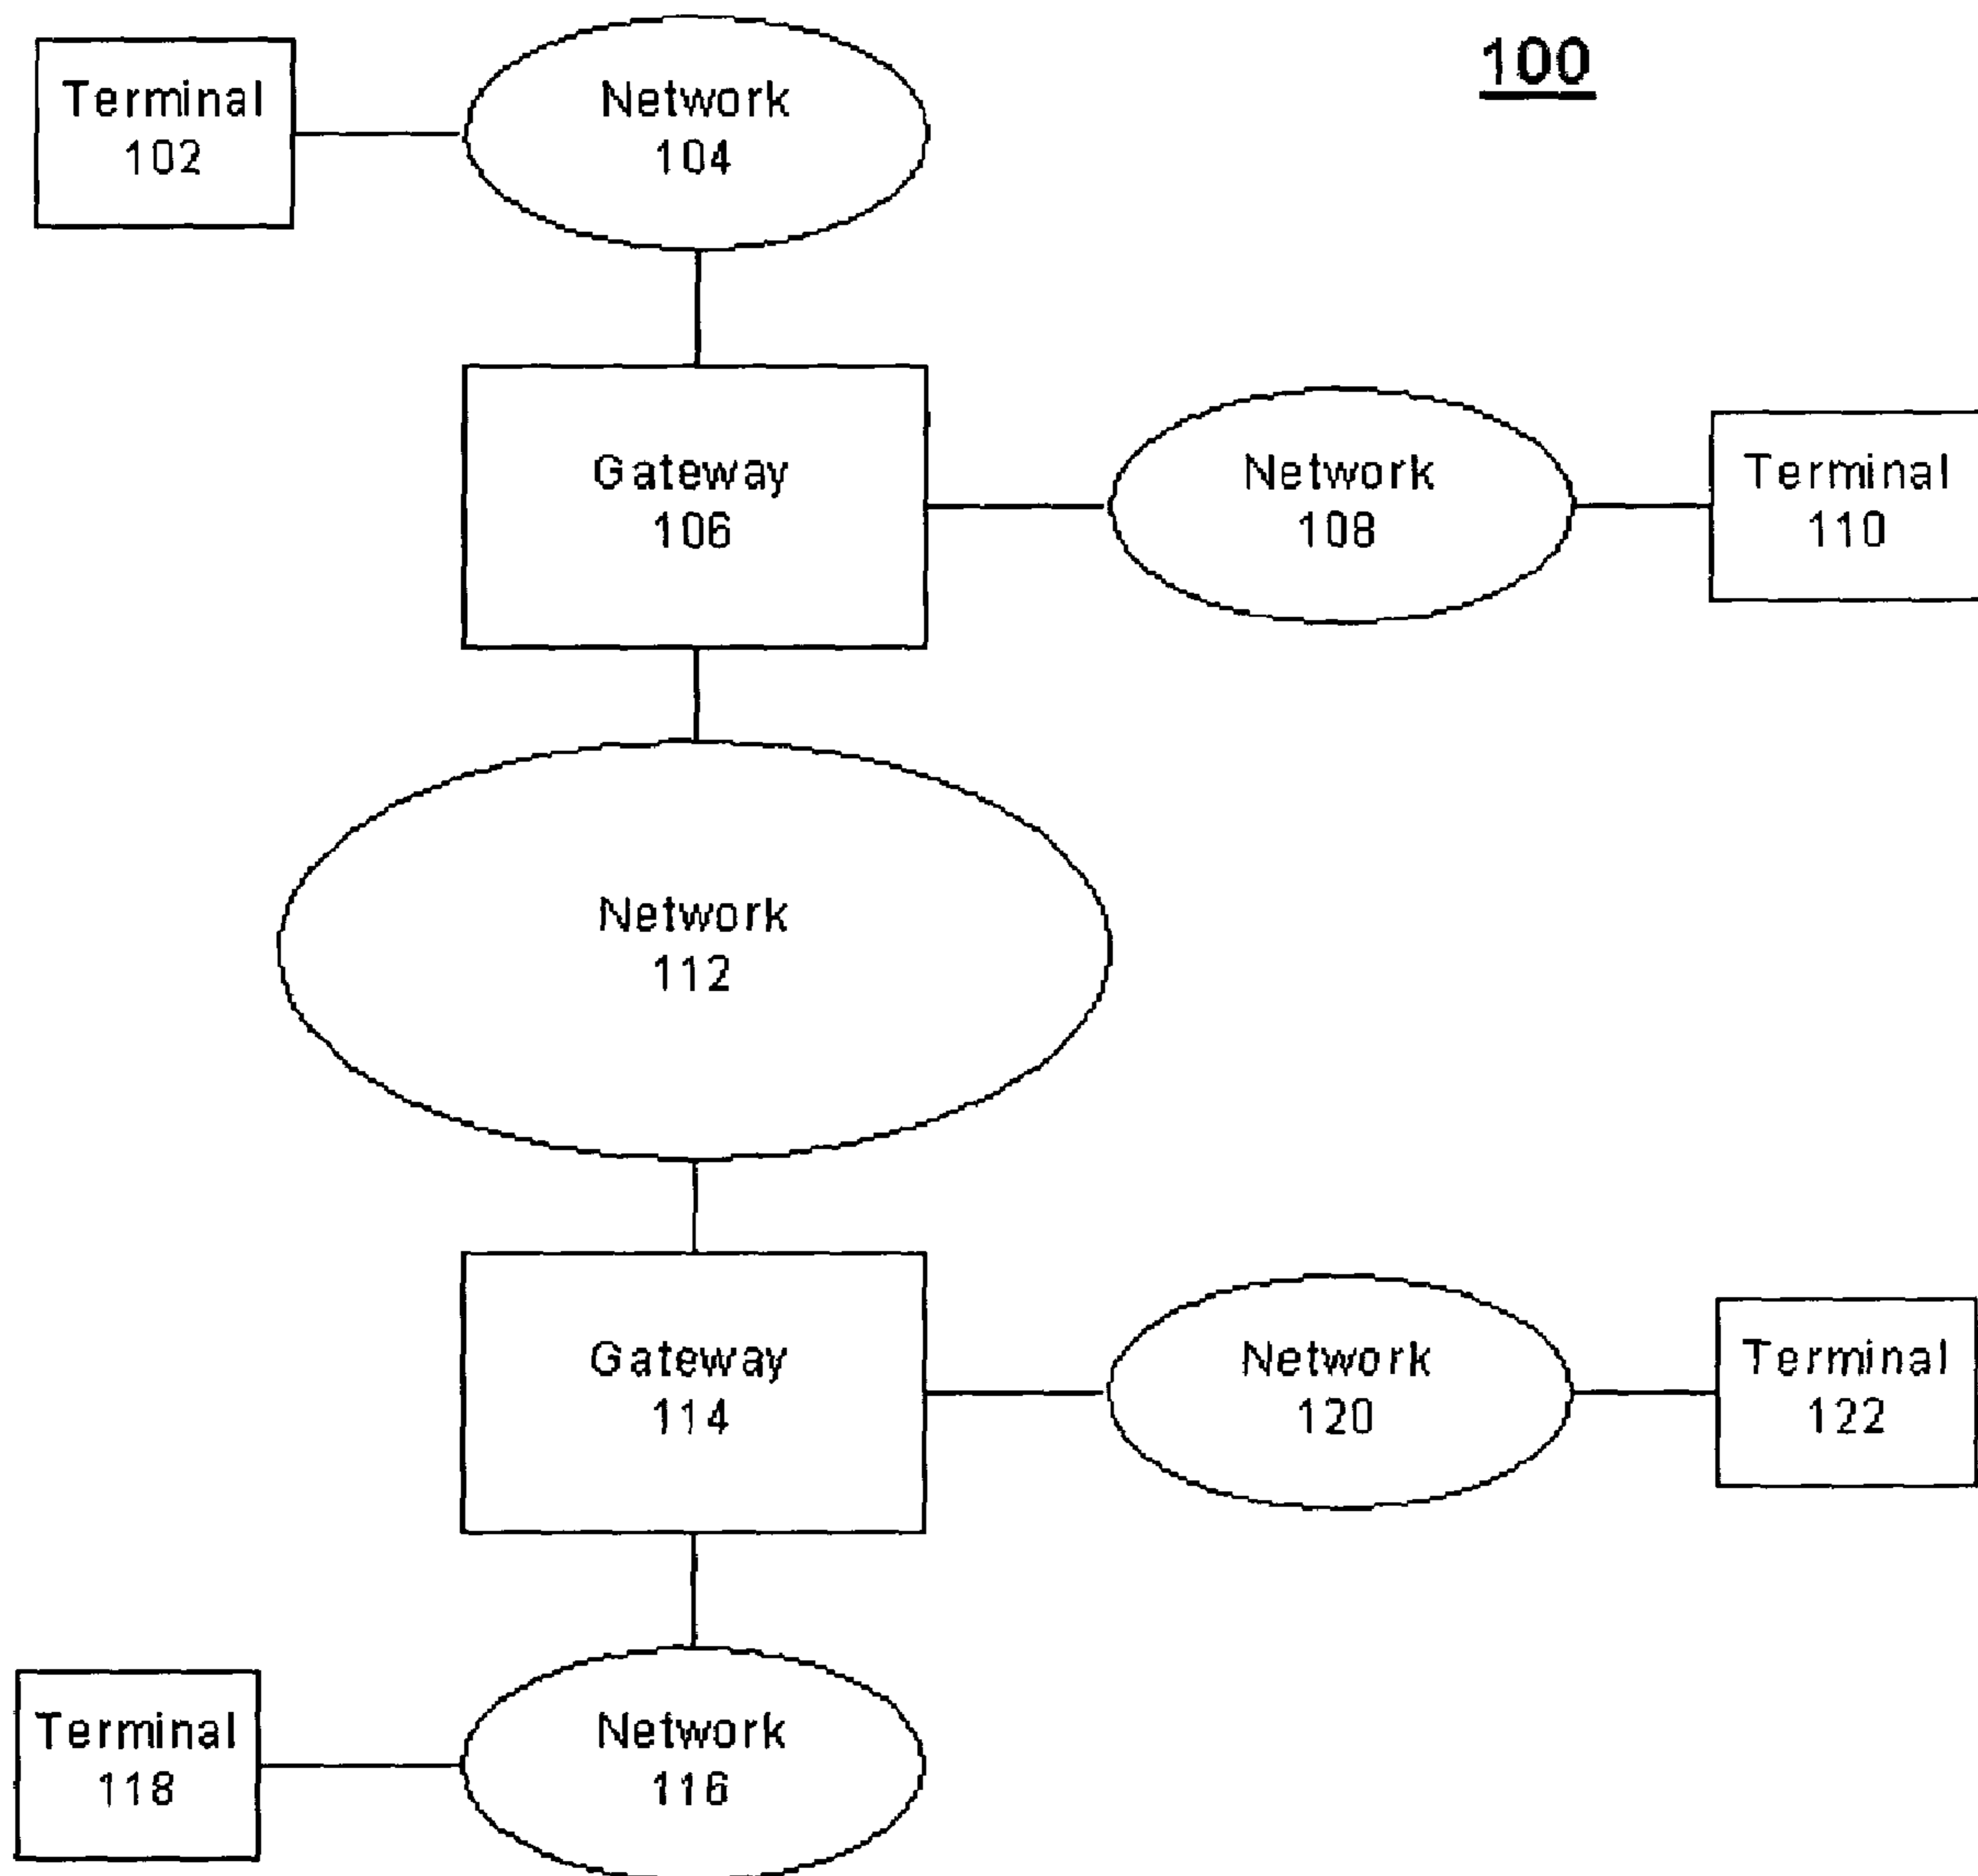 100
Terminal
102
Network
104
Gateway
106
Network
108
Terminal
110
Network
112
Gateway
114
Network
120
Terminal
122
Terminal
118
Network
116